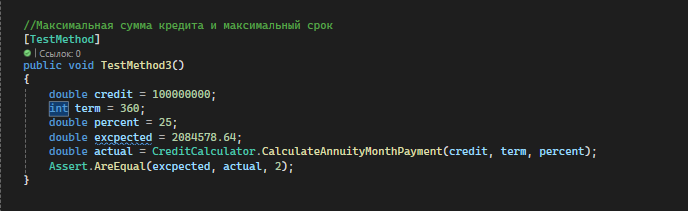 //Максимальная сумма кредита и максимальный срок
[TestMethod]
| Ссылок: 0
public void TestMethod3()
{
double credit = 100000000;
int term = 360;
double percent = 25;
double excpected = 2084578.64;
double actual = CreditCalculator.CalculateAnnuityMonthPayment(credit, term, percent);
Assert.AreEqual(excpected, actual, 2);
}